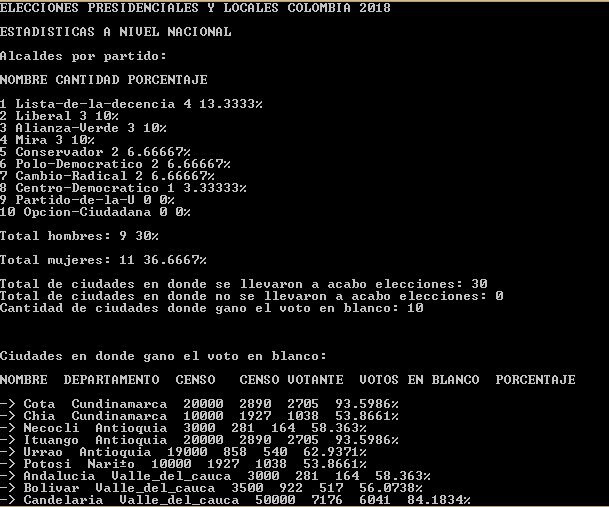 ELECCIONES PRESIDENCIALES Y LOCALES COLOMBIA 2018
ESTADISTICAS A NIVEL NACIONAL
Alcaldes por partido:
NOMBRE CANTIDAD PORCENTAJE
1 Lista-de-la-decencia 4 13.3333%
2 Liberal 3 10%
3 Alianza-Verde 3 10%
4 Mira 3 10%
5 Conservador 2 6.66667%
6 Polo-Democratico 2 6.66667%
7 Cambio-Radical 2 6.66667%
8 Centro-Democratico 1 3.33333%
9 Partido-de-la-U 0 0%
10 Opcion-Ciudadana 0 0%
Total hombres: 9 30%
Total mujeres: 11 36.6667%
Total de ciudades en donde se llevaron a acabo elecciones: 30
Total de ciudades en donde no se llevaron a acabo elecciones: 0
Cantidad de ciudades donde gano el voto en blanco: 10
Ciudades en donde gano el voto en blanco:
NOMBRE DEPARTAMENTO CENSO CENSO VOTANTE VOTOS EN BLANCO PORCENTAJE
-> Cota Cundinamarca 20000 2890 2705 93.5986%
-> Chia Cundinamarca 10000 1927 1038 53.8661%
-> Necocli Antioquia 3000 281 164 58.363%
-> Ituango Antioquia 20000 2890 2705 93.5986%
-> Urrao Antioquia 19000 858 540 62.9371%
-> Potosi Nari±o 10000 1927 1038 53.8661%
-> Andalucia Valle_del_cauca 3000 281 164 58.363%
-> Bolivar Valle_del_cauca 3500 922 517 56.0738%
-> Candelaria Valle_del_cauca 50000 7176 6041 84.1834%